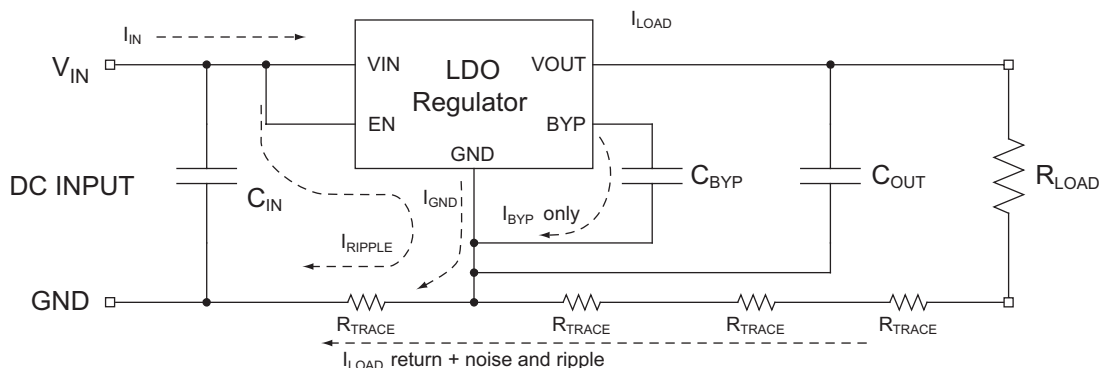 I_IN
I_LOAD
V_IN
VIN
LDO
Regulator
VOUT
EN
BYP
GND
DC INPUT
C_IN
I_GND
I_BYP only
C_BYP
C_OUT
R_LOAD
I_RIPPLE
GND
R_TRACE
R_TRACE
R_TRACE
R_TRACE
I_LOAD return + noise and ripple